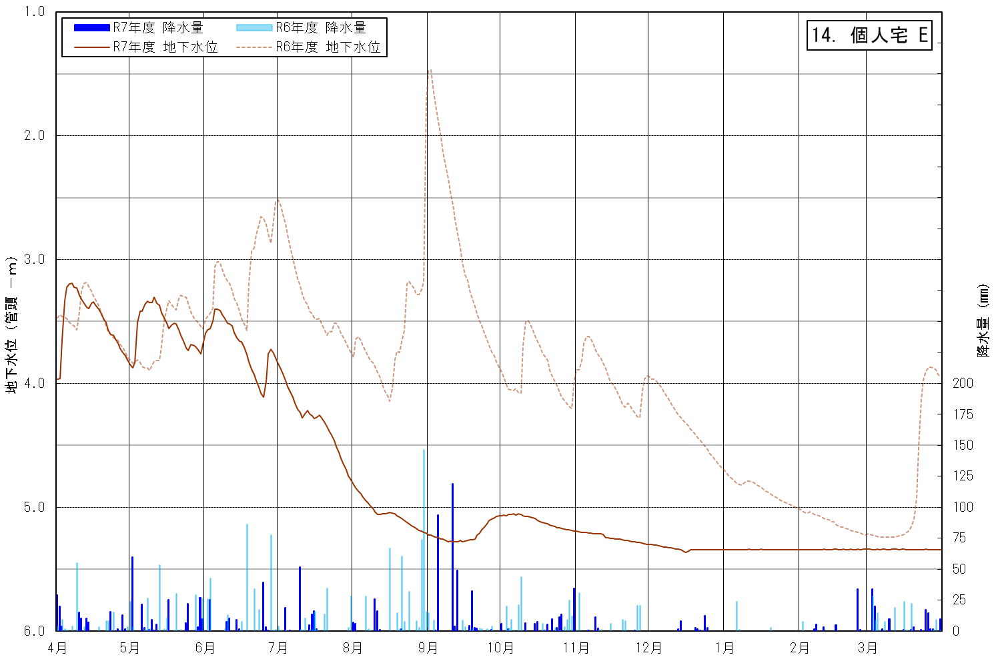 R7年度 降水量
R6年度 降水量
R7年度 地下水位
R6年度 地下水位
14. 個人宅 E
地下水位 (管頭 -m)
1.0
2.0
3.0
4.0
5.0
6.0
降水量 (㎜)
200
175
150
125
100
75
50
25
0
4月
5月
6月
7月
8月
9月
10月
11月
12月
1月
2月
3月